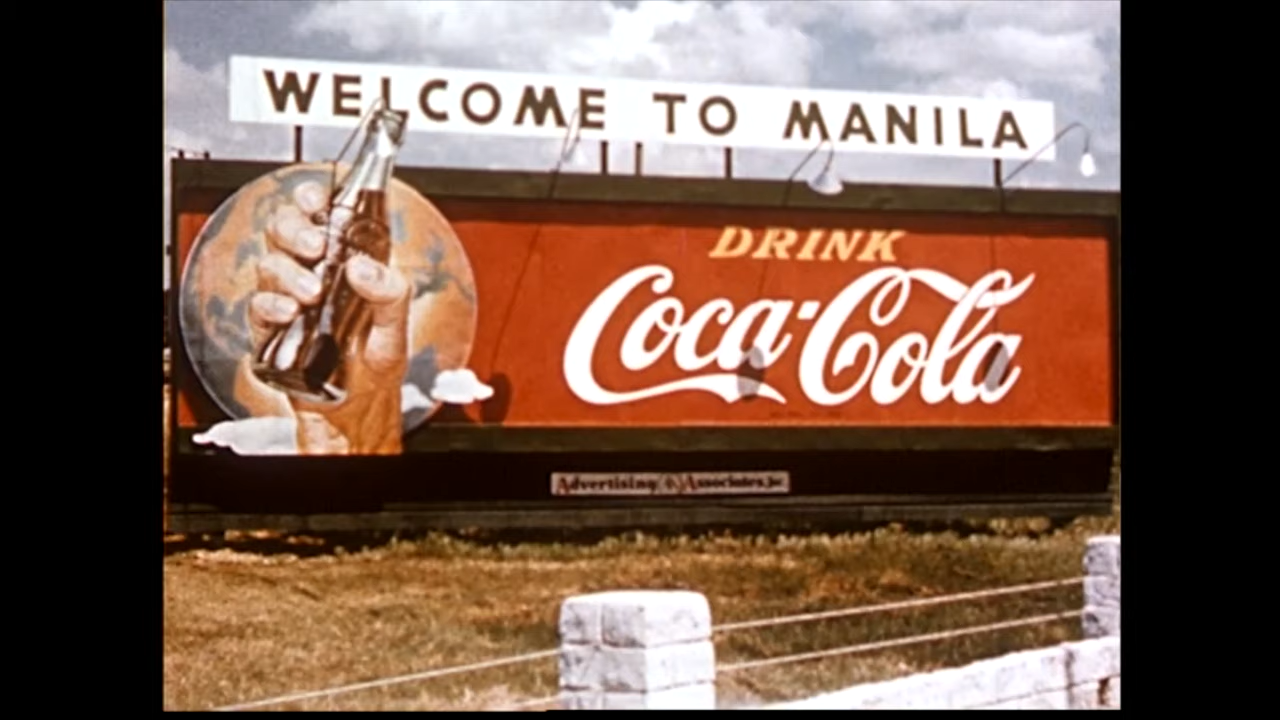 WELCOME TO MANILA
DRINK
Coca-Cola
Advertising & Associates, Inc